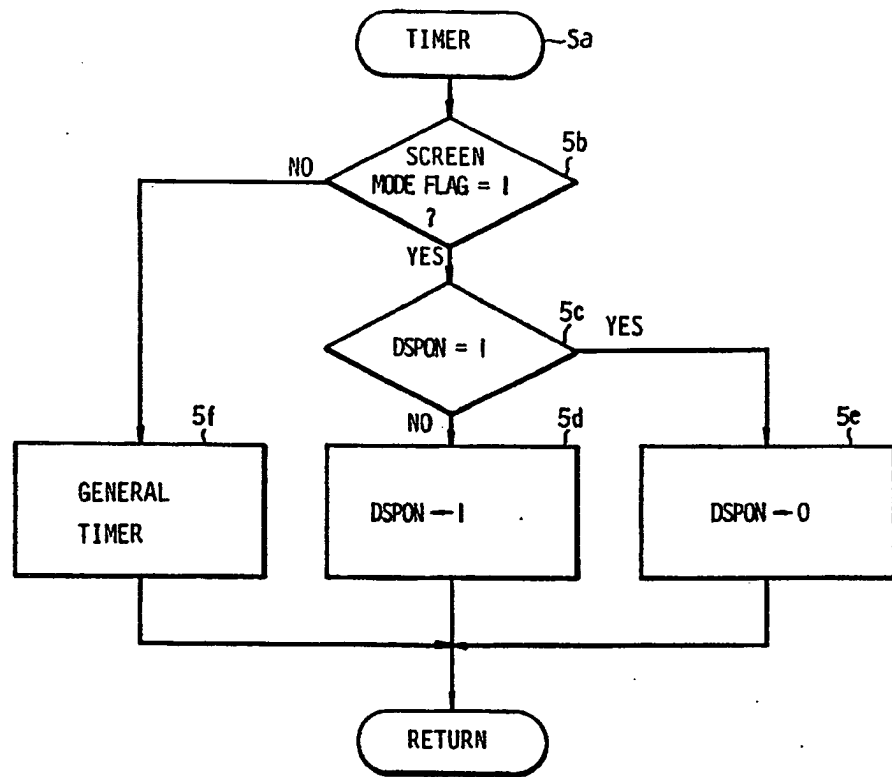 TIMER
5a
SCREEN
MODE FLAG = 1
?
5b
NO
YES
DSPON = 1
5c
YES
NO
5f
GENERAL
TIMER
5d
DSPON ← 1
5e
DSPON ← 0
RETURN